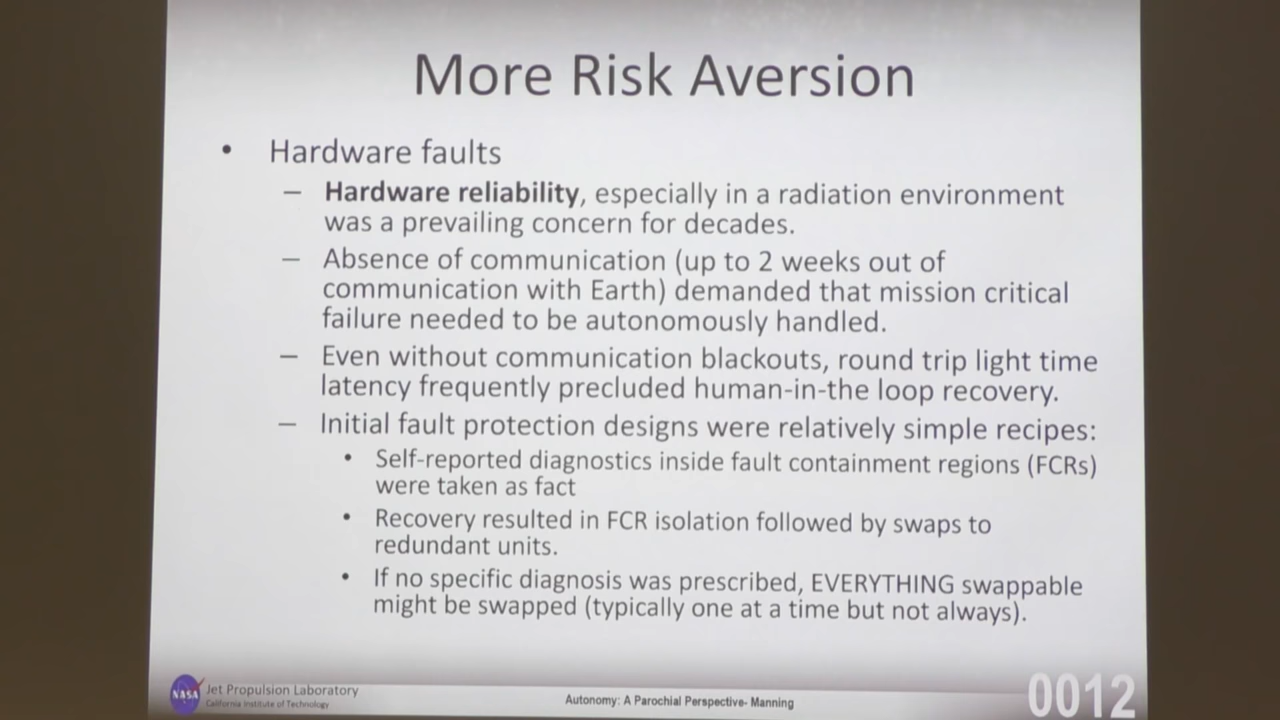 More Risk Aversion
• Hardware faults
– Hardware reliability, especially in a radiation environment
was a prevailing concern for decades.
– Absence of communication (up to 2 weeks out of
communication with Earth) demanded that mission critical
failure needed to be autonomously handled.
– Even without communication blackouts, round trip light time
latency frequently precluded human-in-the loop recovery.
– Initial fault protection designs were relatively simple recipes:
• Self-reported diagnostics inside fault containment regions (FCRs)
were taken as fact
• Recovery resulted in FCR isolation followed by swaps to
redundant units.
• If no specific diagnosis was prescribed, EVERYTHING swappable
might be swapped (typically one at a time but not always).
NASA
Jet Propulsion Laboratory
California Institute of Technology
Autonomy: A Parochial Perspective- Manning
0012